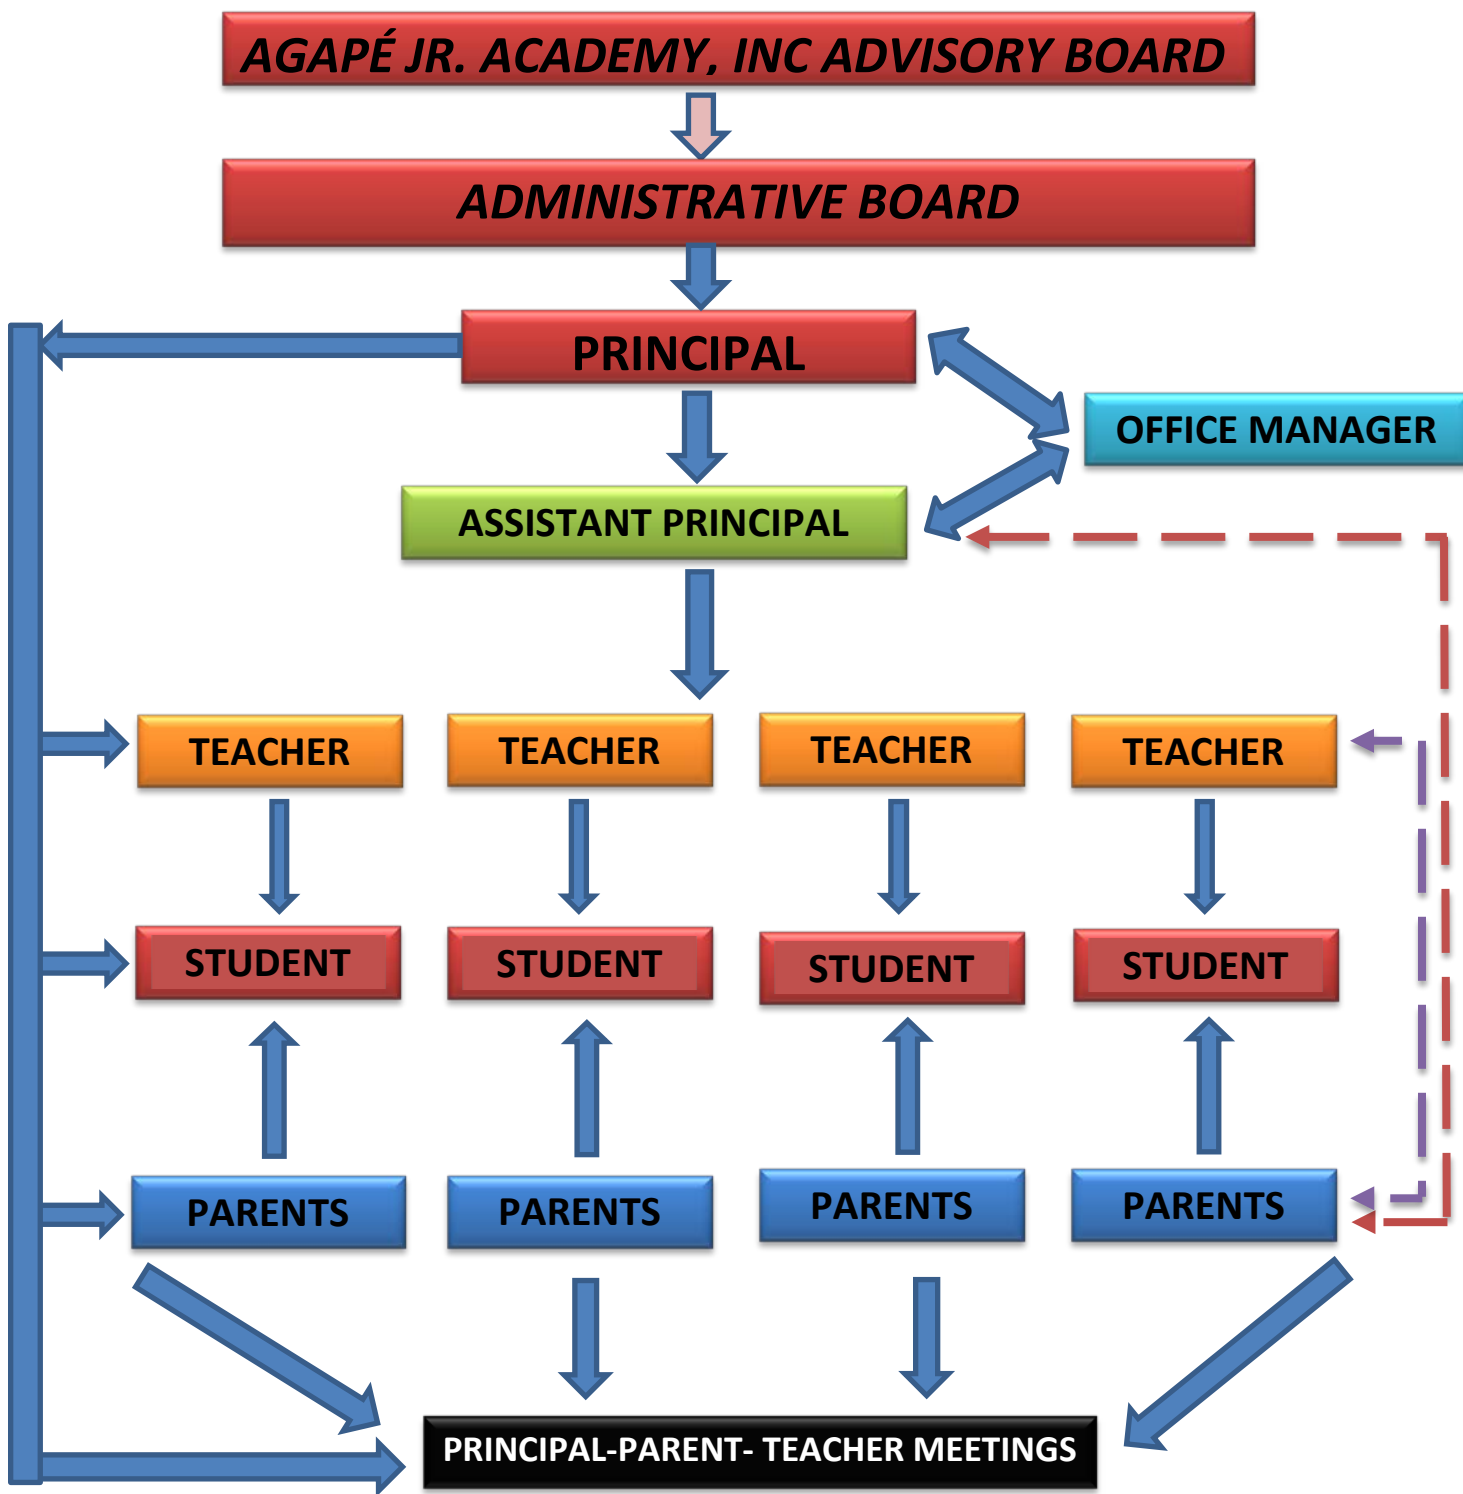 AGAPÉ JR. ACADEMY, INC ADVISORY BOARD
ADMINISTRATIVE BOARD
PRINCIPAL
OFFICE MANAGER
ASSISTANT PRINCIPAL
TEACHER
TEACHER
TEACHER
TEACHER
STUDENT
STUDENT
STUDENT
STUDENT
PARENTS
PARENTS
PARENTS
PARENTS
PRINCIPAL-PARENT- TEACHER MEETINGS